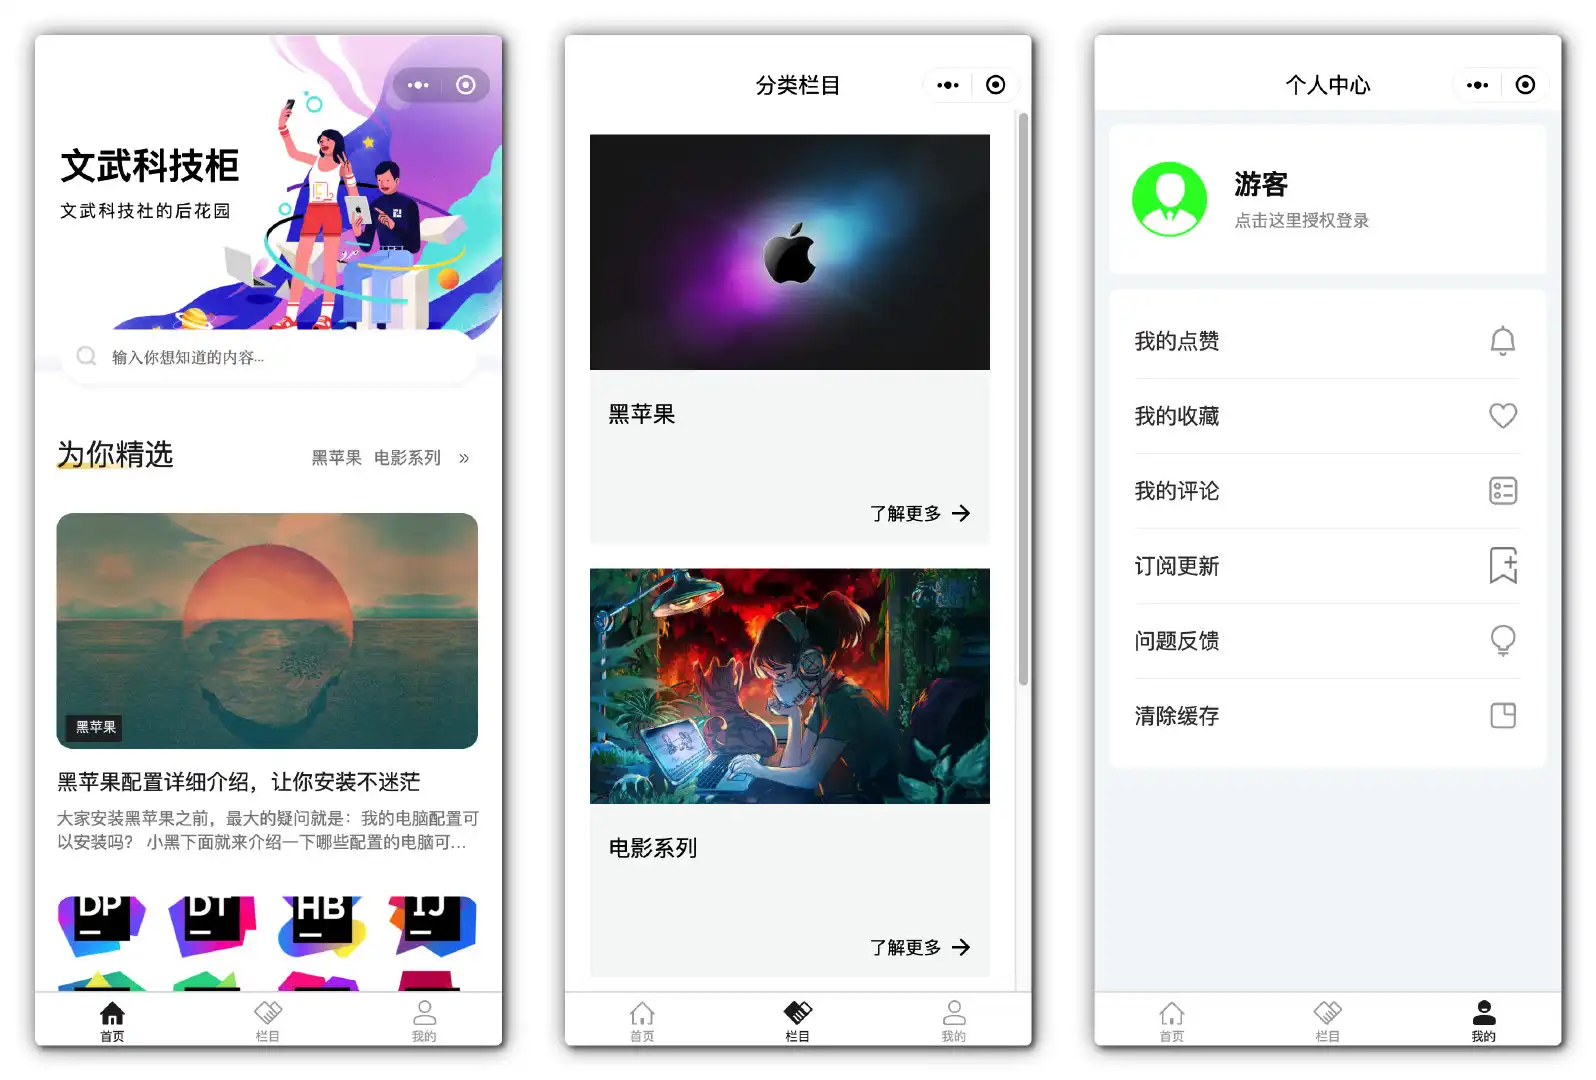 文武科技柜
文武科技社的后花园
输入你想知道的内容...
为你精选
黑苹果 电影系列 »
黑苹果
黑苹果配置详细介绍，让你安装不迷茫
大家安装黑苹果之前，最大的疑问就是：我的电脑配置可
以安装吗？ 小黑下面就来介绍一下哪些配置的电脑可...
DP DT HB IJ
首页 栏目 我的
分类栏目
黑苹果
了解更多 →
电影系列
了解更多 →
首页 栏目 我的
个人中心
游客
点击这里授权登录
我的点赞
我的收藏
我的评论
订阅更新
问题反馈
清除缓存
首页 栏目 我的